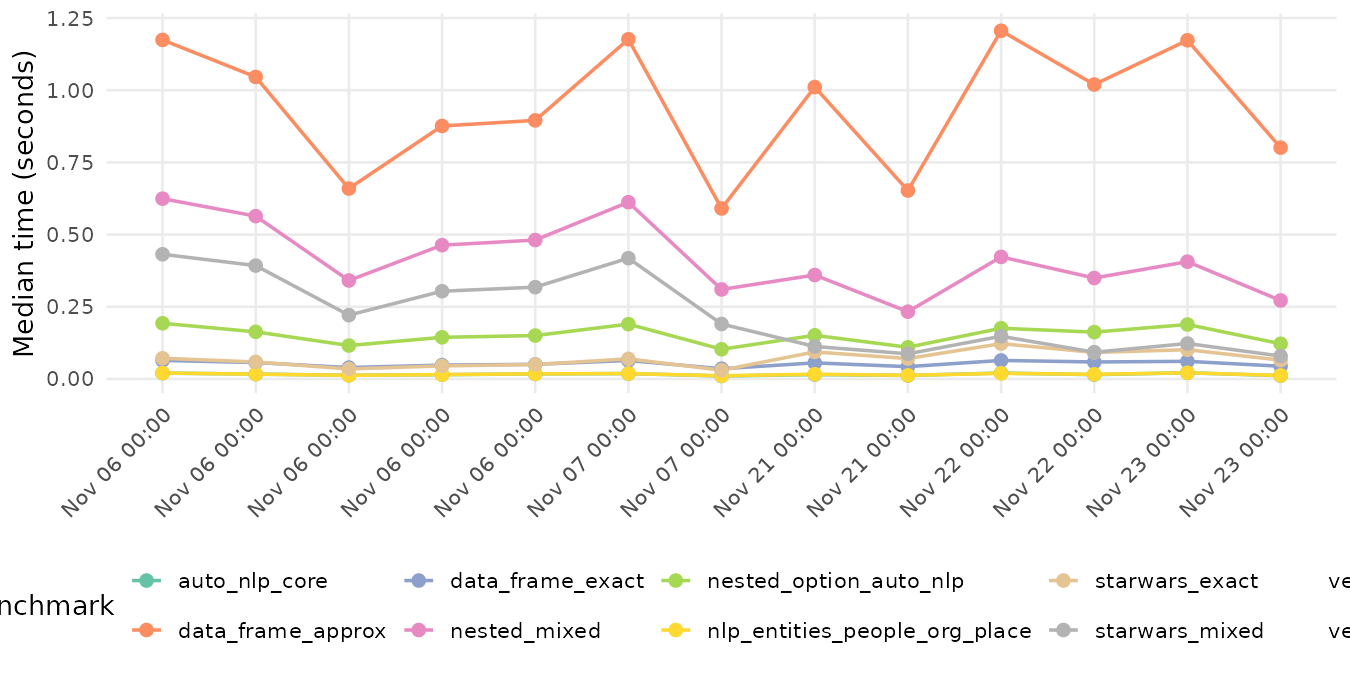 Median time (seconds)
1.25
1.00
0.75
0.50
0.25
0.00
Nov 06 00:00
Nov 06 00:00
Nov 06 00:00
Nov 06 00:00
Nov 06 00:00
Nov 07 00:00
Nov 07 00:00
Nov 21 00:00
Nov 21 00:00
Nov 22 00:00
Nov 22 00:00
Nov 23 00:00
Nov 23 00:00
nchmark
auto_nlp_core
data_frame_exact
nested_option_auto_nlp
starwars_exact
ve
data_frame_approx
nested_mixed
nlp_entities_people_org_place
starwars_mixed
ve